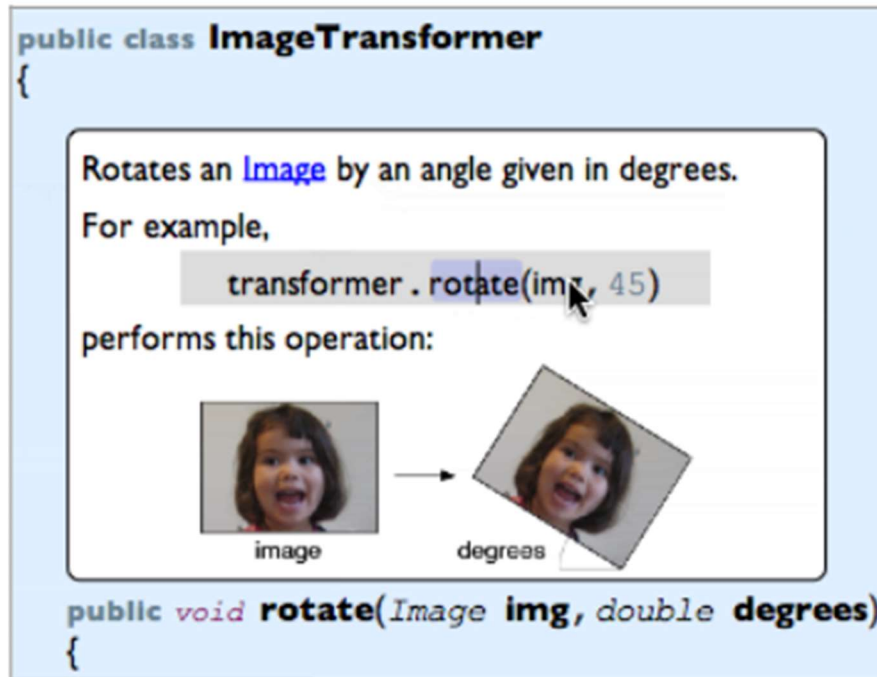 public class ImageTransformer
{
Rotates an Image by an angle given in degrees.
For example,
transformer . rotate(img, 45)
performs this operation:
image
degrees
public void rotate(Image img, double degrees)
{